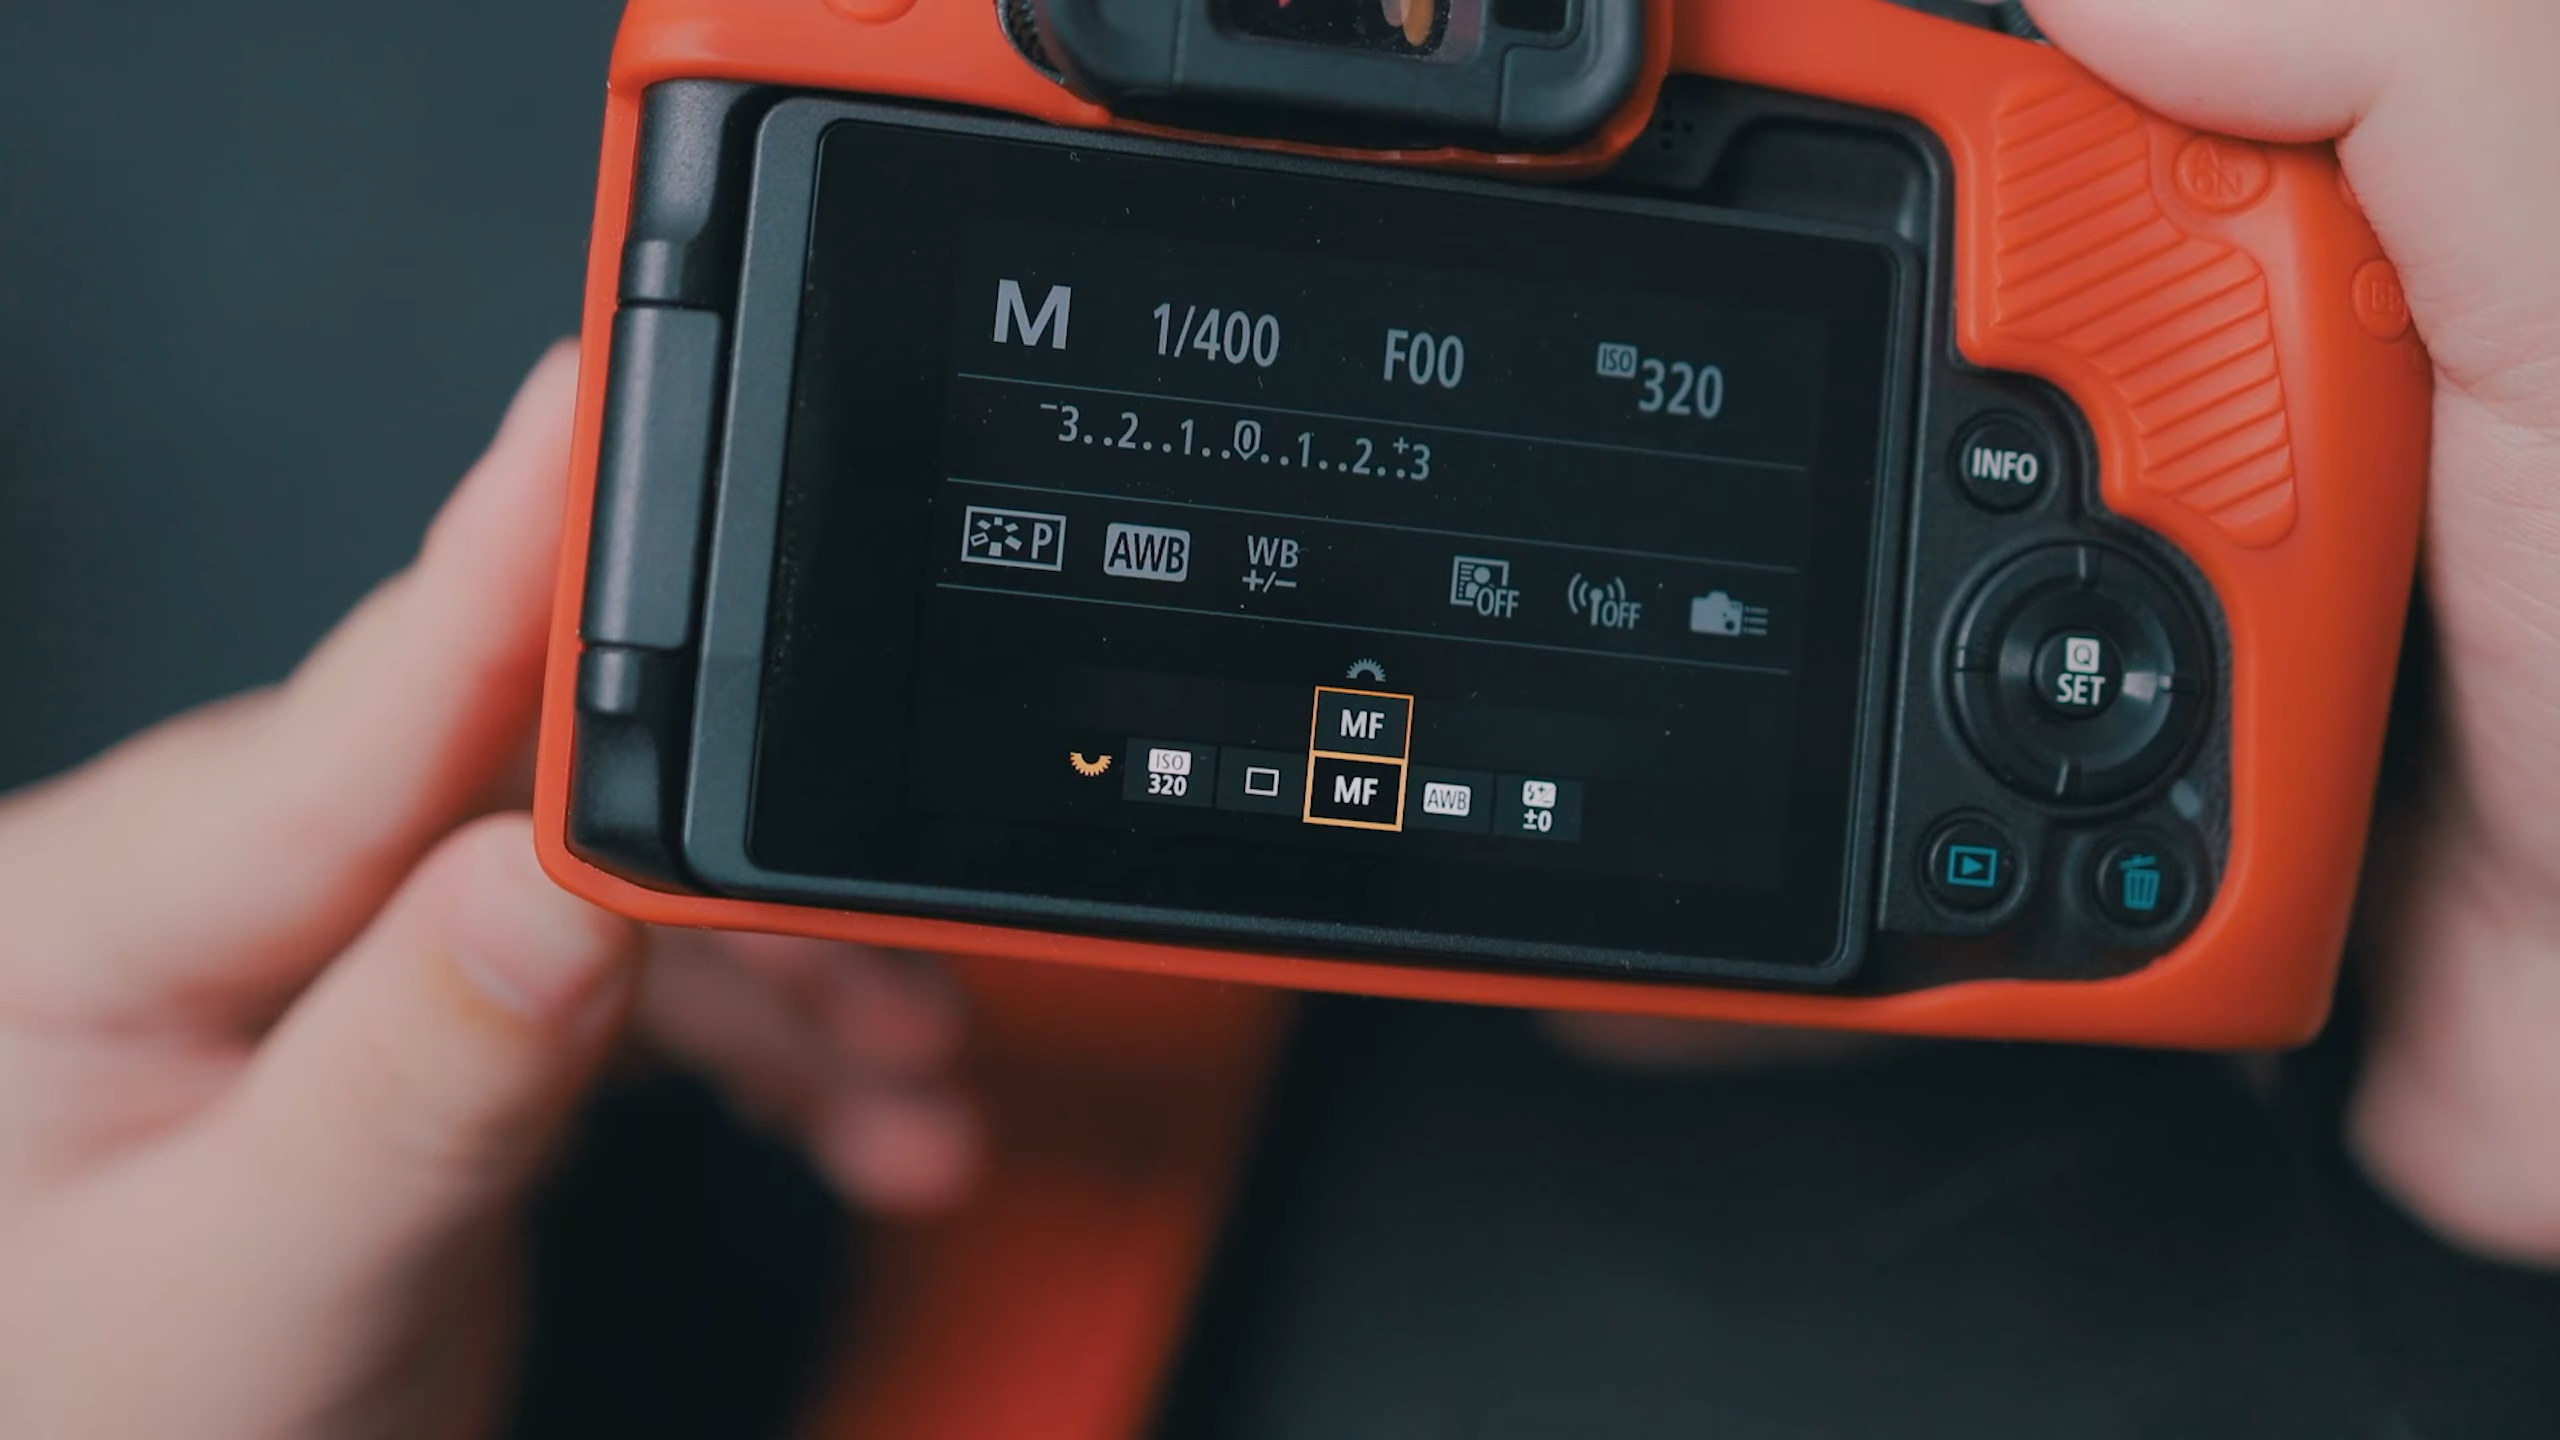 M 1/400 F00 ISO 320
-3..2..1..0..1..2..+3
P AWB WB +/- OFF OFF
MF
ISO 320 MF AWB ±0
INFO
Q
SET